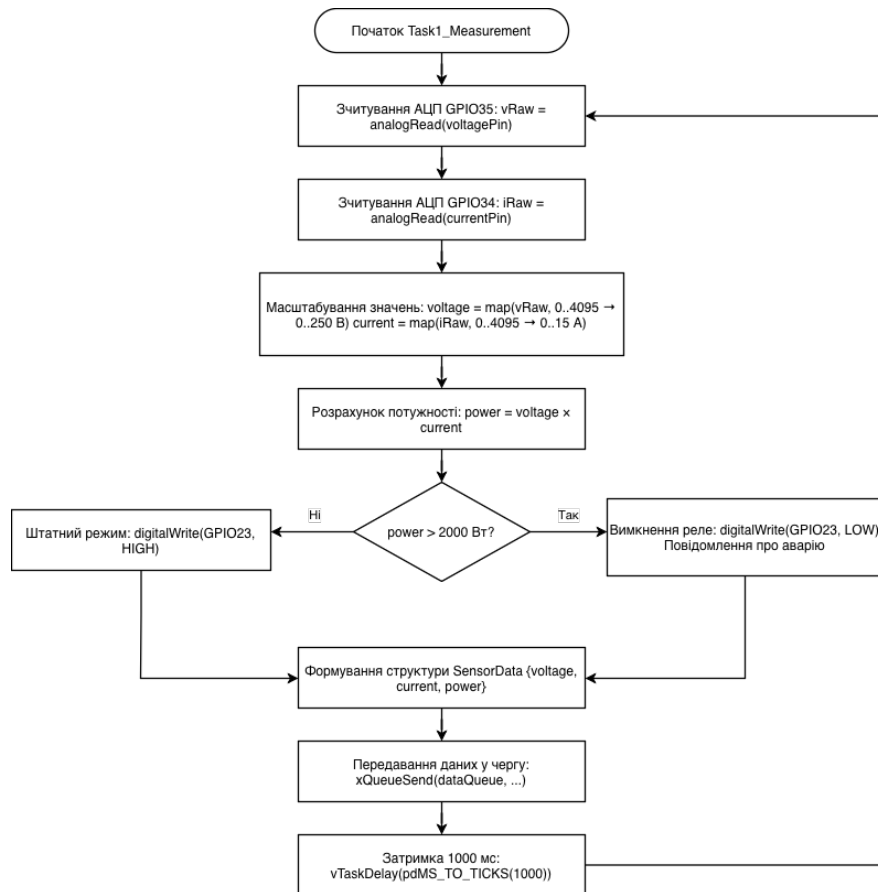 Початок Task1_Measurement
Зчитування АЦП GPIO35: vRaw =
analogRead(voltagePin)
Зчитування АЦП GPIO34: iRaw =
analogRead(currentPin)
Масштабування значень: voltage = map(vRaw, 0..4095 →
0..250 В) current = map(iRaw, 0..4095 → 0..15 А)
Розрахунок потужності: power = voltage ×
current
power > 2000 Вт?
Ні
Так
Штатний режим: digitalWrite(GPIO23,
HIGH)
Вимкнення реле: digitalWrite(GPIO23, LOW)
Повідомлення про аварію
Формування структури SensorData {voltage,
current, power}
Передавання даних у чергу:
xQueueSend(dataQueue, ...)
Затримка 1000 мс:
vTaskDelay(pdMS_TO_TICKS(1000))